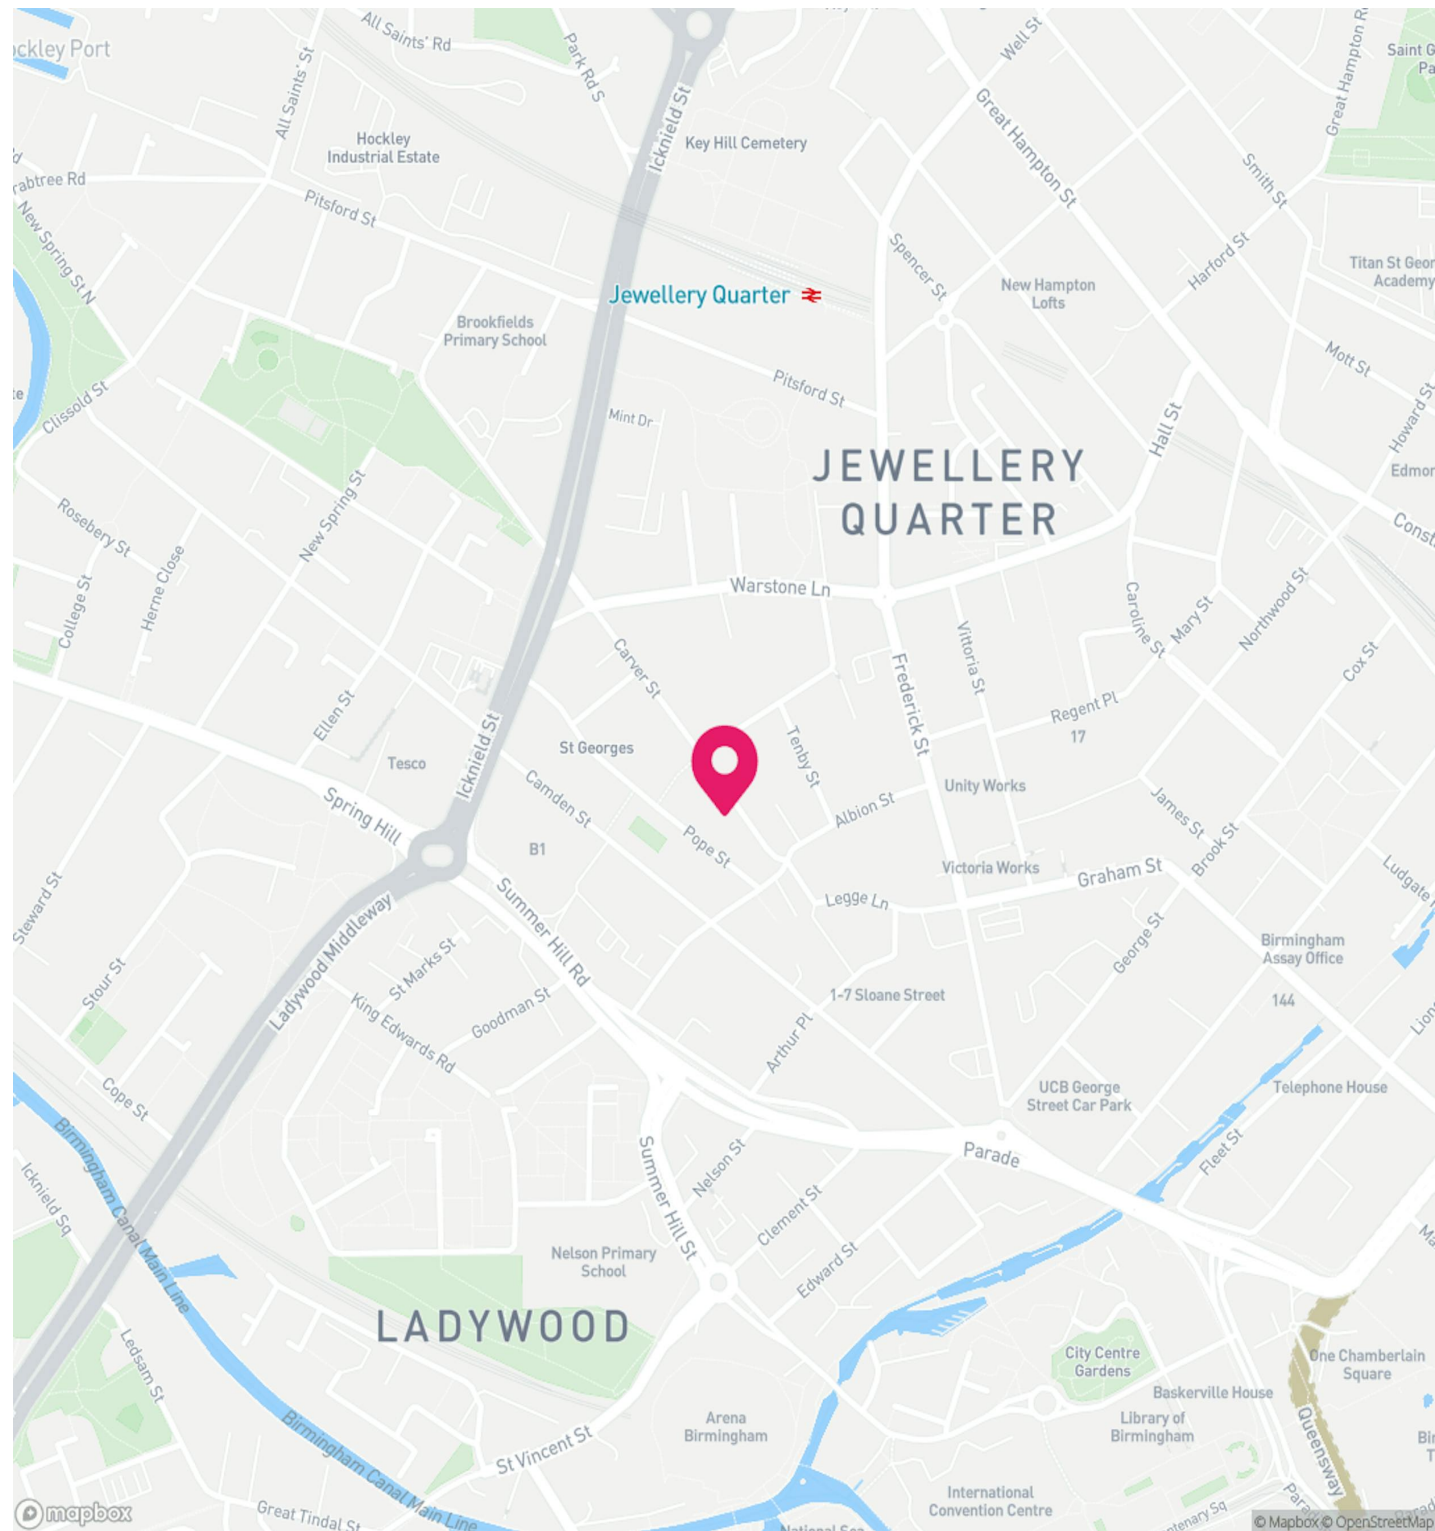 All Saints' Rd
ockley Port
Park Rd S
Well St
Saint G
Pa
Great Hampton R
All Saints' St
Icknield St
Key Hill Cemetery
Great Hampton St
Hockley
Industrial Estate
Smith St
rabtree Rd
Pitsford St
New Spring St N
Spencer St
Harford St
Titan St Geor
Academy
New Hampton
Lofts
Jewellery Quarter
Brookfields
Primary School
Mott St
Pitsford St
te
Clissold St
Mint Dr
Howard St
Hall St
JEWELLERY
QUARTER
Edmon
New Spring St
Rosebery St
Const
Herne Close
College St
Warstone Ln
Caroline St
Mary St
Northwood St
Vittoria St
Carver St
Cox St
Frederick St
Ellen St
Regent Pl
17
Icknield St
St Georges
Tenby St
Tesco
Unity Works
Camden St
Albion St
James St
Spring Hill
Pope St
B1
Brook St
Victoria Works
Graham St
Ludgate
Steward St
Summer Hill Rd
Legge Ln
Ladywood Middleway
St Marks St
George St
Birmingham
Assay Office
Stour St
1-7 Sloane Street
144
King Edwards Rd
Goodman St
Arthur Pl
Lion
Cope St
UCB George
Street Car Park
Telephone House
Birmingham Canal Main Line
Summer Hill St
Nelson St
Parade
Fleet St
Icknield Sq
Clement St
Nelson Primary
School
Edward St
LADYWOOD
Ledsam St
City Centre
Gardens
One Chamberlain
Square
Baskerville House
Arena
Birmingham
Library of
Birmingham
Queensway
Birmingham Canal Main Line
St Vincent St
International
Convention Centre
mapbox
Great Tindal St
National Sea
ntenary Sq
Para
© Mapbox © OpenStreetMap